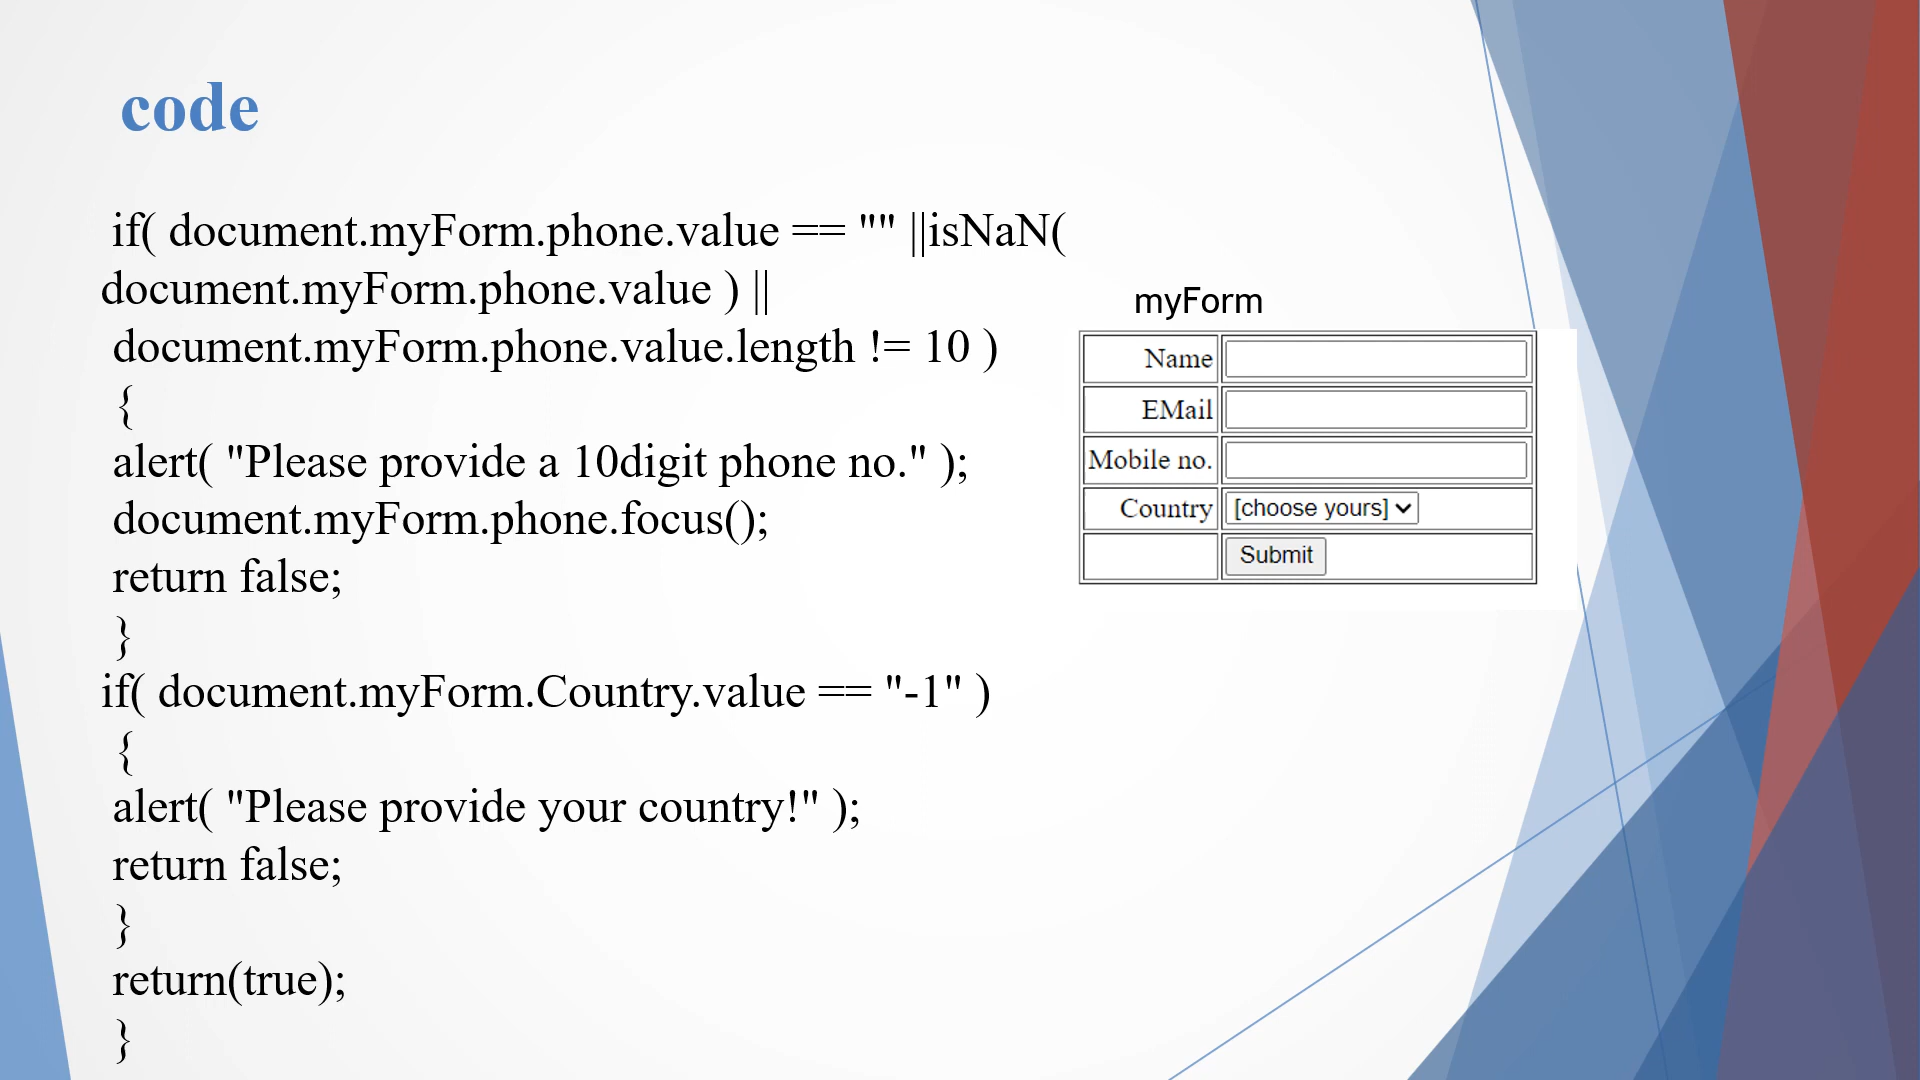 code
if( document.myForm.phone.value == "" ||isNaN(
document.myForm.phone.value ) ||
document.myForm.phone.value.length != 10 )
{
alert( "Please provide a 10digit phone no." );
document.myForm.phone.focus();
return false;
}
if( document.myForm.Country.value == "-1" )
{
alert( "Please provide your country!" );
return false;
}
return(true);
}
myForm
Name
EMail
Mobile no.
Country [choose yours]
Submit